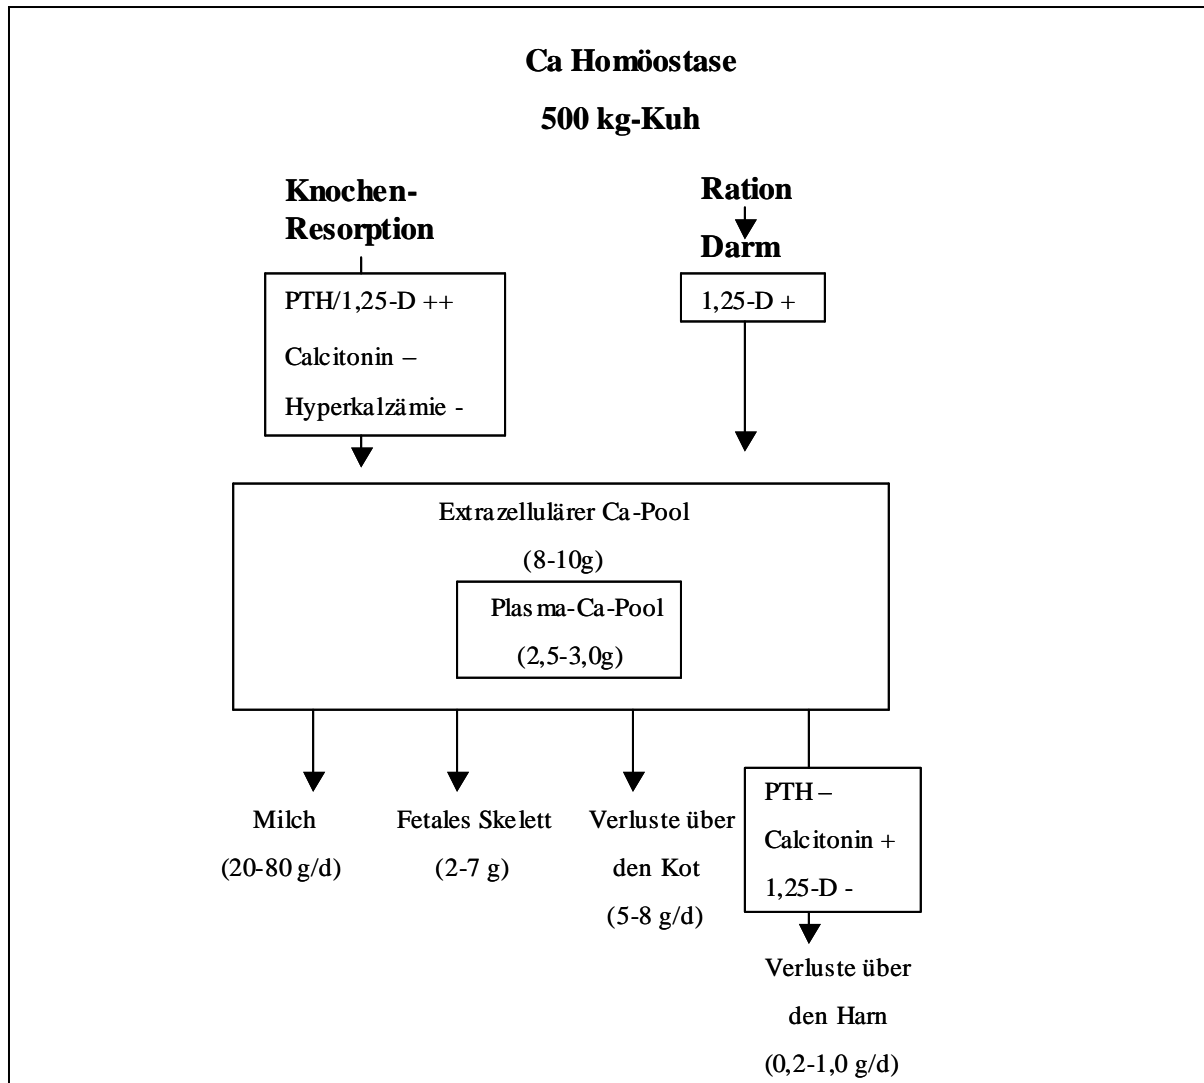 Ca Homöostase
500 kg-Kuh
Knochen-
Resorption
PTH/1,25-D ++
Calcitonin –
Hyperkalzämie -
Ration
Darm
1,25-D +
Extrazellulärer Ca-Pool
(8-10g)
Plasma-Ca-Pool
(2,5-3,0g)
Milch
(20-80 g/d)
Fetales Skelett
(2-7 g)
Verluste über
den Kot
(5-8 g/d)
PTH –
Calcitonin +
1,25-D -
Verluste über
den Harn
(0,2-1,0 g/d)